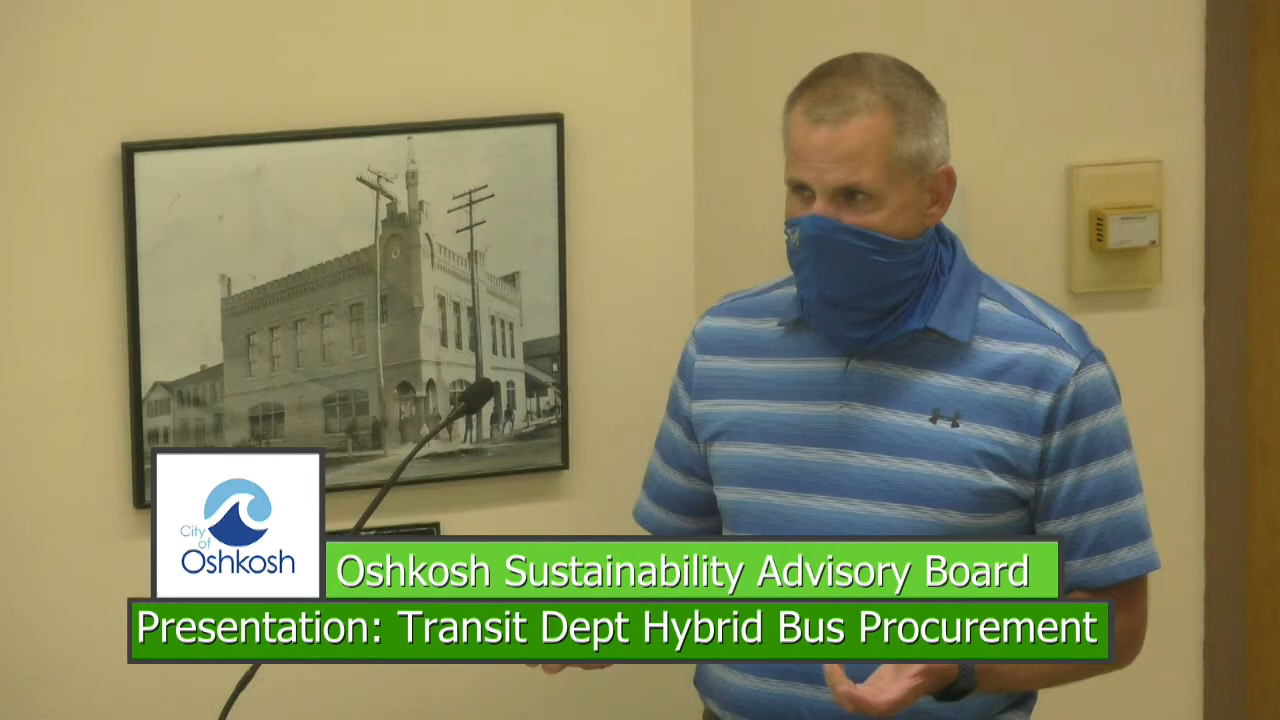 City
of
Oshkosh
Oshkosh Sustainability Advisory Board
Presentation: Transit Dept Hybrid Bus Procurement